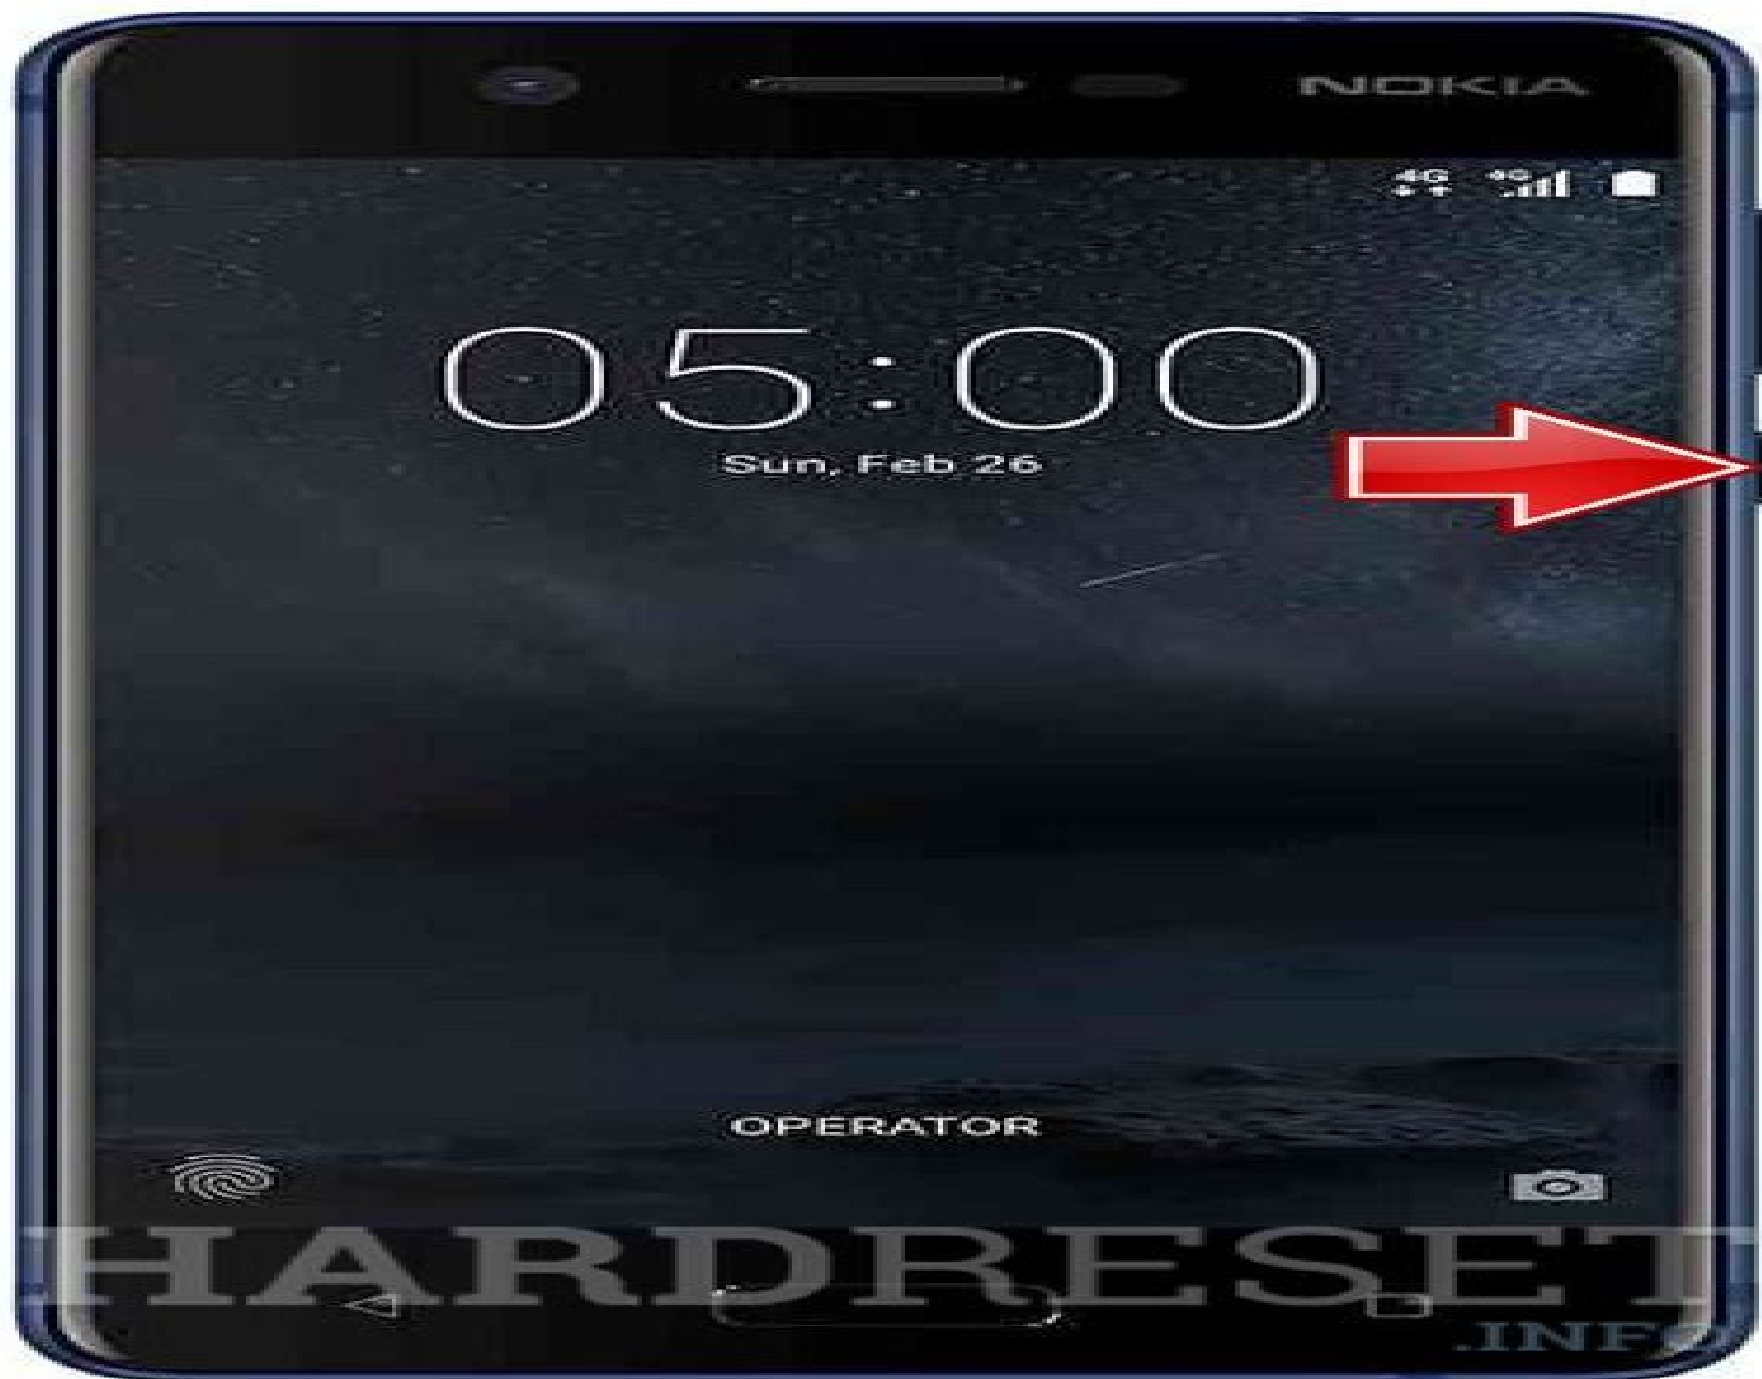 NOKIA
4G 4G
05:00
Sun, Feb 26
OPERATOR
HARDRESET
.INFO